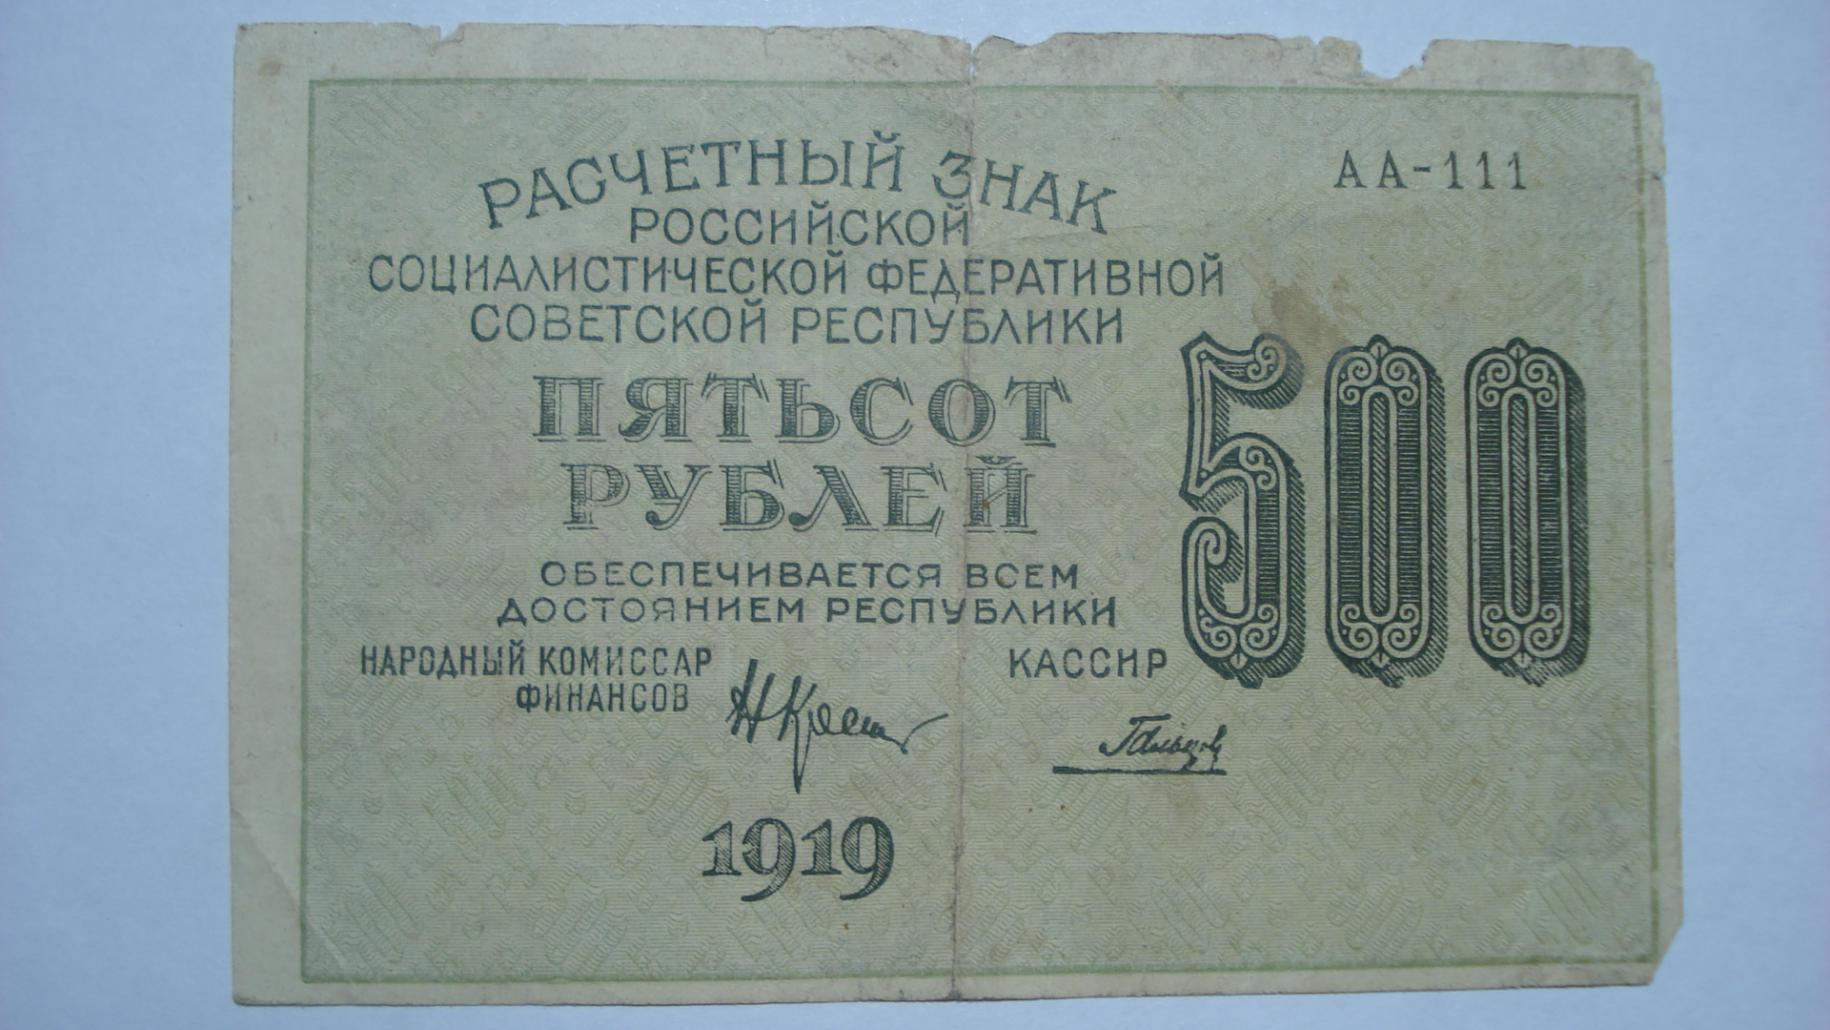 РАСЧЕТНЫЙ ЗНАК
АА-111
РОССИЙСКОЙ
СОЦИАЛИСТИЧЕСКОЙ ФЕДЕРАТИВНОЙ
СОВЕТСКОЙ РЕСПУБЛИКИ
500
ПЯТЬСОТ
РУБЛЕЙ
ОБЕСПЕЧИВАЕТСЯ ВСЕМ
ДОСТОЯНИЕМ РЕСПУБЛИКИ
НАРОДНЫЙ КОМИССАР
ФИНАНСОВ
КАССИР
1919